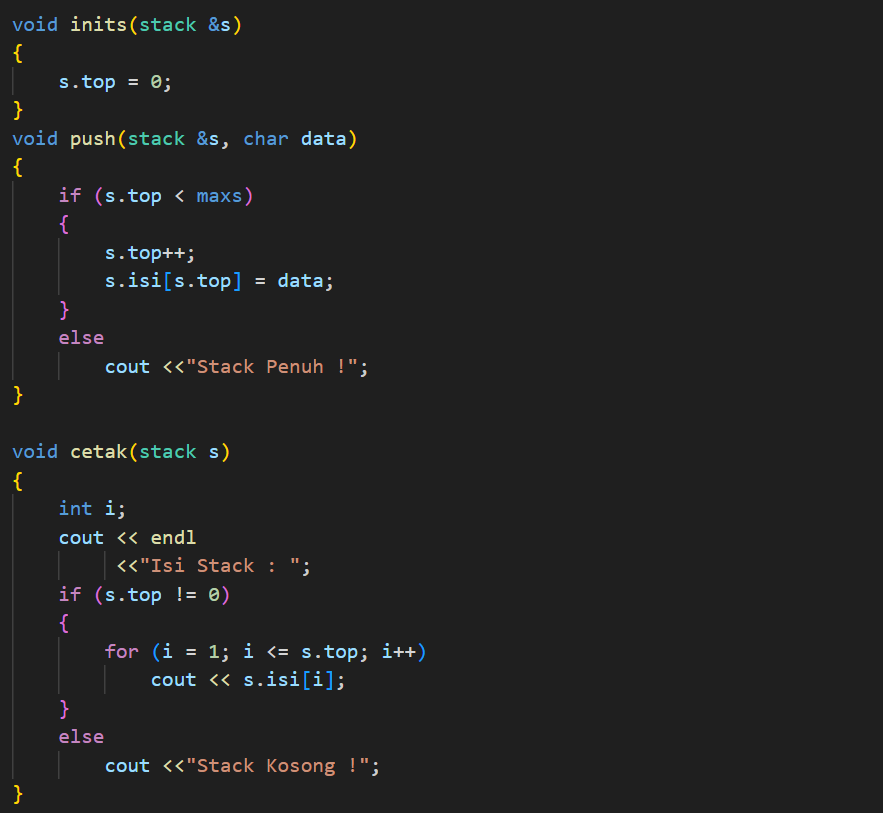 void inits(stack &s)
{
    s.top = 0;
}
void push(stack &s, char data)
{
    if (s.top < maxs)
    {
        s.top++;
        s.isi[s.top] = data;
    }
    else
        cout <<"Stack Penuh !";
}

void cetak(stack s)
{
    int i;
    cout << endl
         <<"Isi Stack : ";
    if (s.top != 0)
    {
        for (i = 1; i <= s.top; i++)
            cout << s.isi[i];
    }
    else
        cout <<"Stack Kosong !";
}